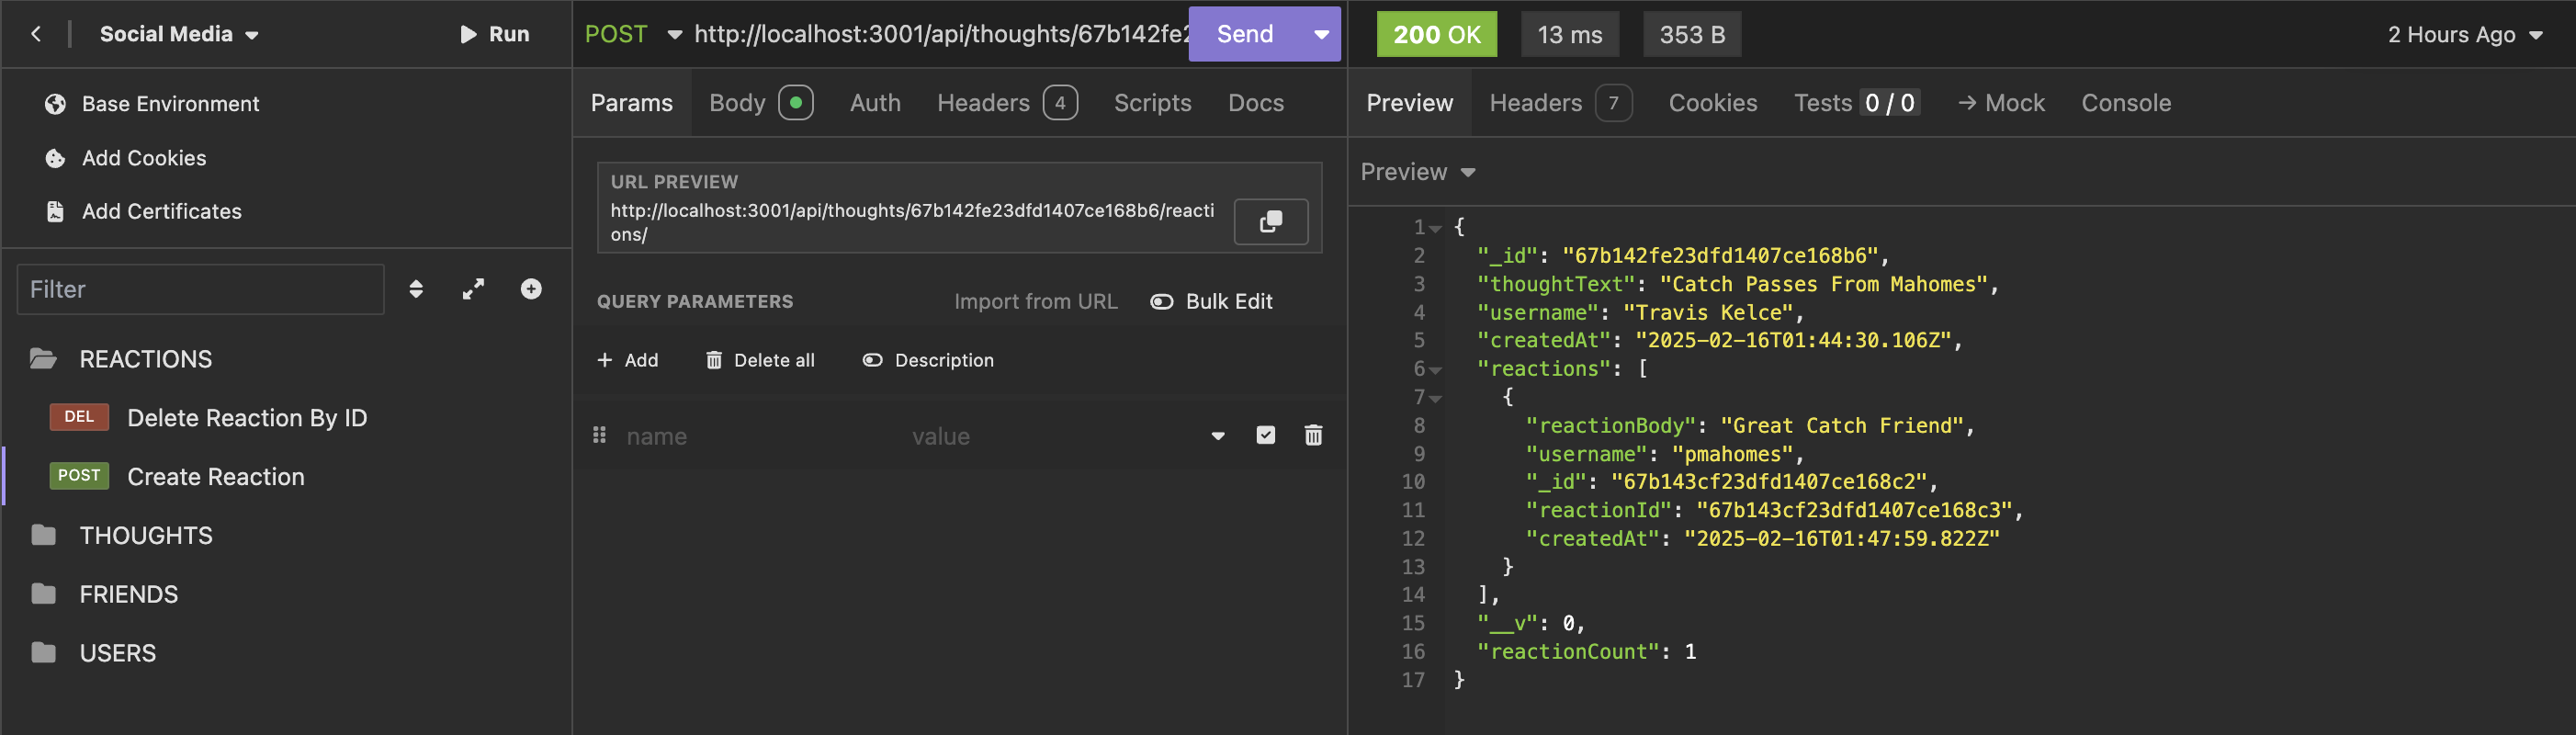 Social Media
Run
Base Environment
Add Cookies
Add Certificates
Filter
REACTIONS
DEL Delete Reaction By ID
POST Create Reaction
THOUGHTS
FRIENDS
USERS
POST http://localhost:3001/api/thoughts/67b142fe2 Send
Params Body Auth Headers 4 Scripts Docs
URL PREVIEW
http://localhost:3001/api/thoughts/67b142fe23dfd1407ce168b6/reacti
ons/
QUERY PARAMETERS Import from URL Bulk Edit
Add Delete all Description
name value
200 OK 13 ms 353 B 2 Hours Ago
Preview Headers 7 Cookies Tests 0 / 0 → Mock Console
Preview
1 {
2 "_id": "67b142fe23dfd1407ce168b6",
3 "thoughtText": "Catch Passes From Mahomes",
4 "username": "Travis Kelce",
5 "createdAt": "2025-02-16T01:44:30.106Z",
6 "reactions": [
7 {
8 "reactionBody": "Great Catch Friend",
9 "username": "pmahomes",
10 "_id": "67b143cf23dfd1407ce168c2",
11 "reactionId": "67b143cf23dfd1407ce168c3",
12 "createdAt": "2025-02-16T01:47:59.822Z"
13 }
14 ],
15 "__v": 0,
16 "reactionCount": 1
17 }